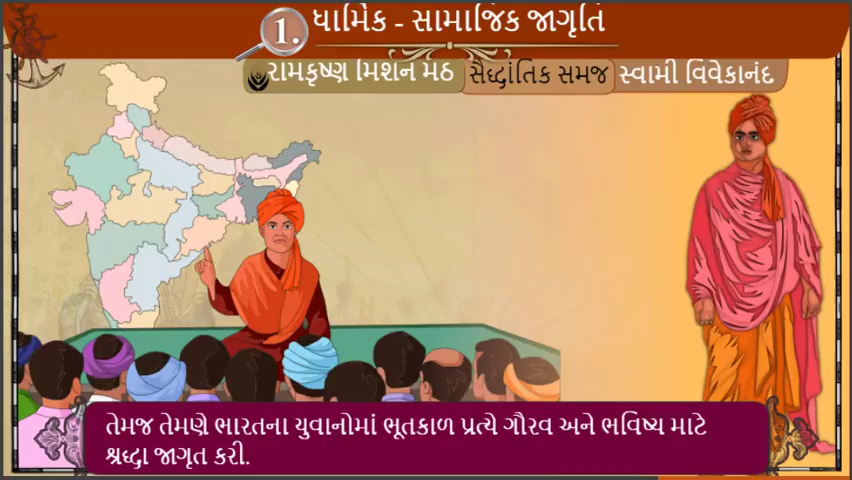 1.
ધાર્મિક - સામાજિક જાગૃતિ
રામકૃષ્ણ મિશન મઠ
સૈદ્ધાંતિક સમજ
સ્વામી વિવેકાનંદ
તેમજ તેમણે ભારતના યુવાનોમાં ભૂતકાળ પ્રત્યે ગૌરવ અને ભવિષ્ય માટે
શ્રદ્ધા જાગૃત કરી.